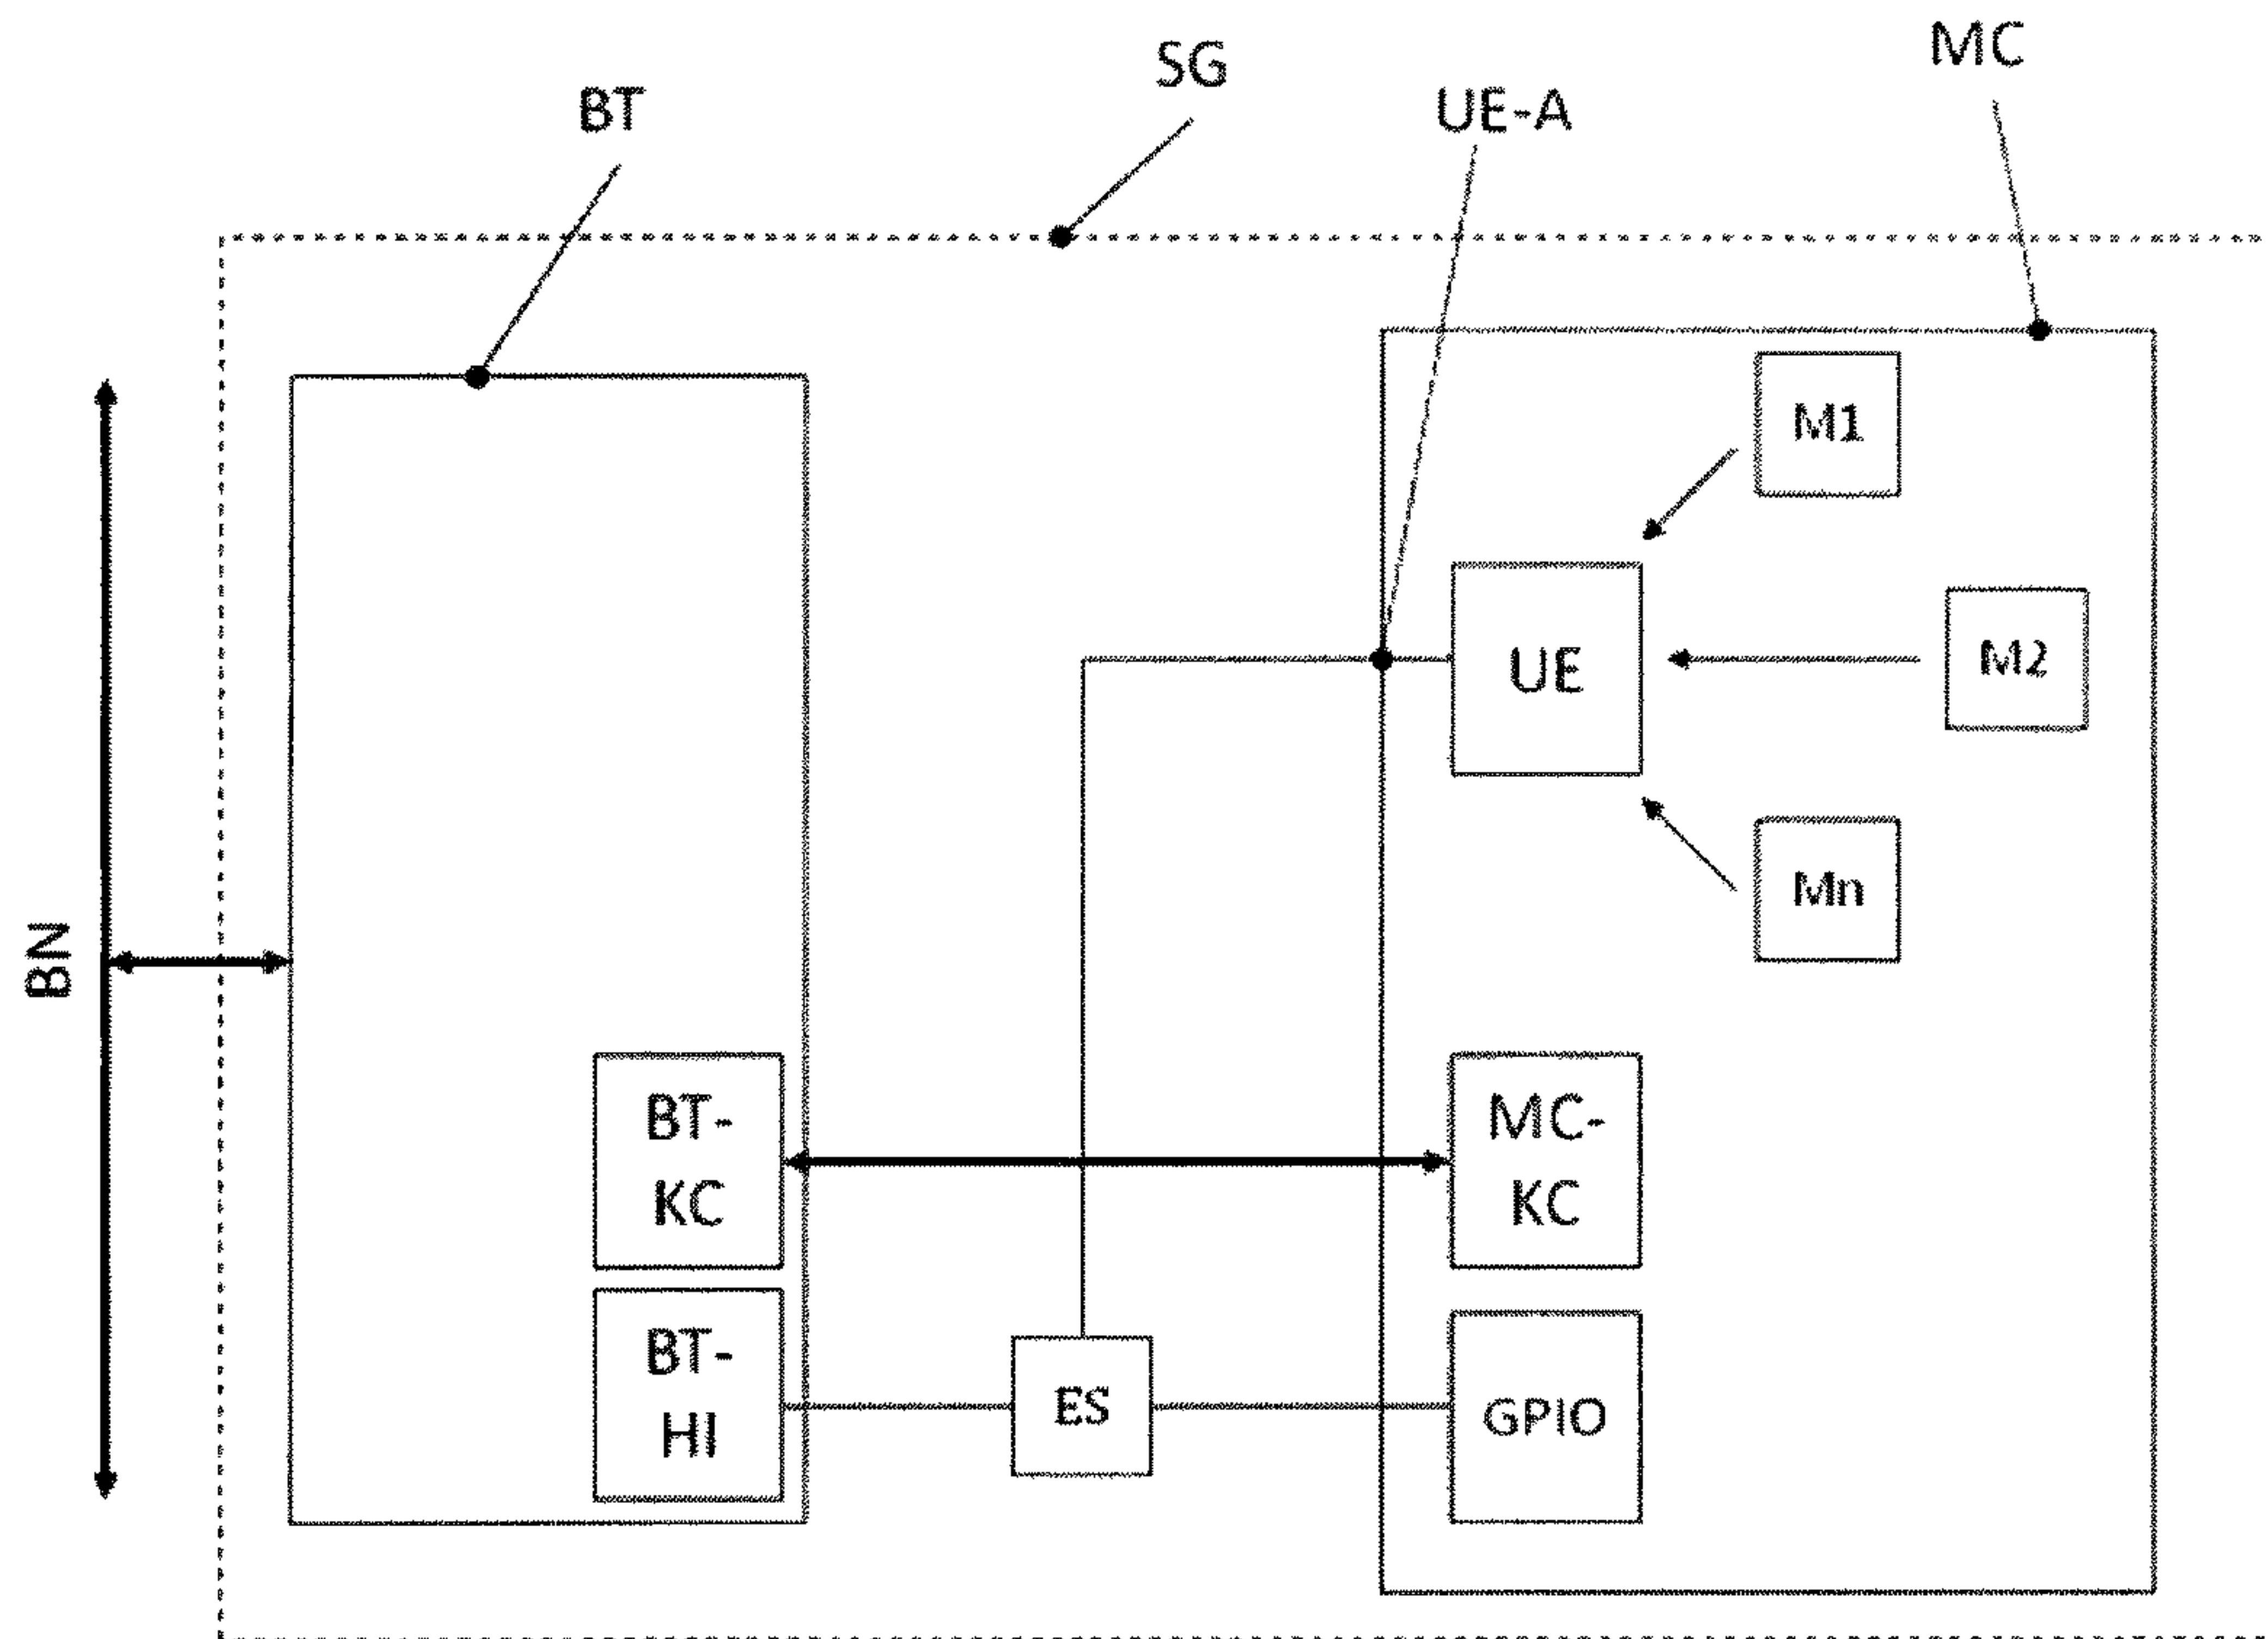 MC
SG
BT
UE-A
M1
UE
M2
Mn
BN
BT-
KC
MC-
KC
BT-
HI
ES
GPIO